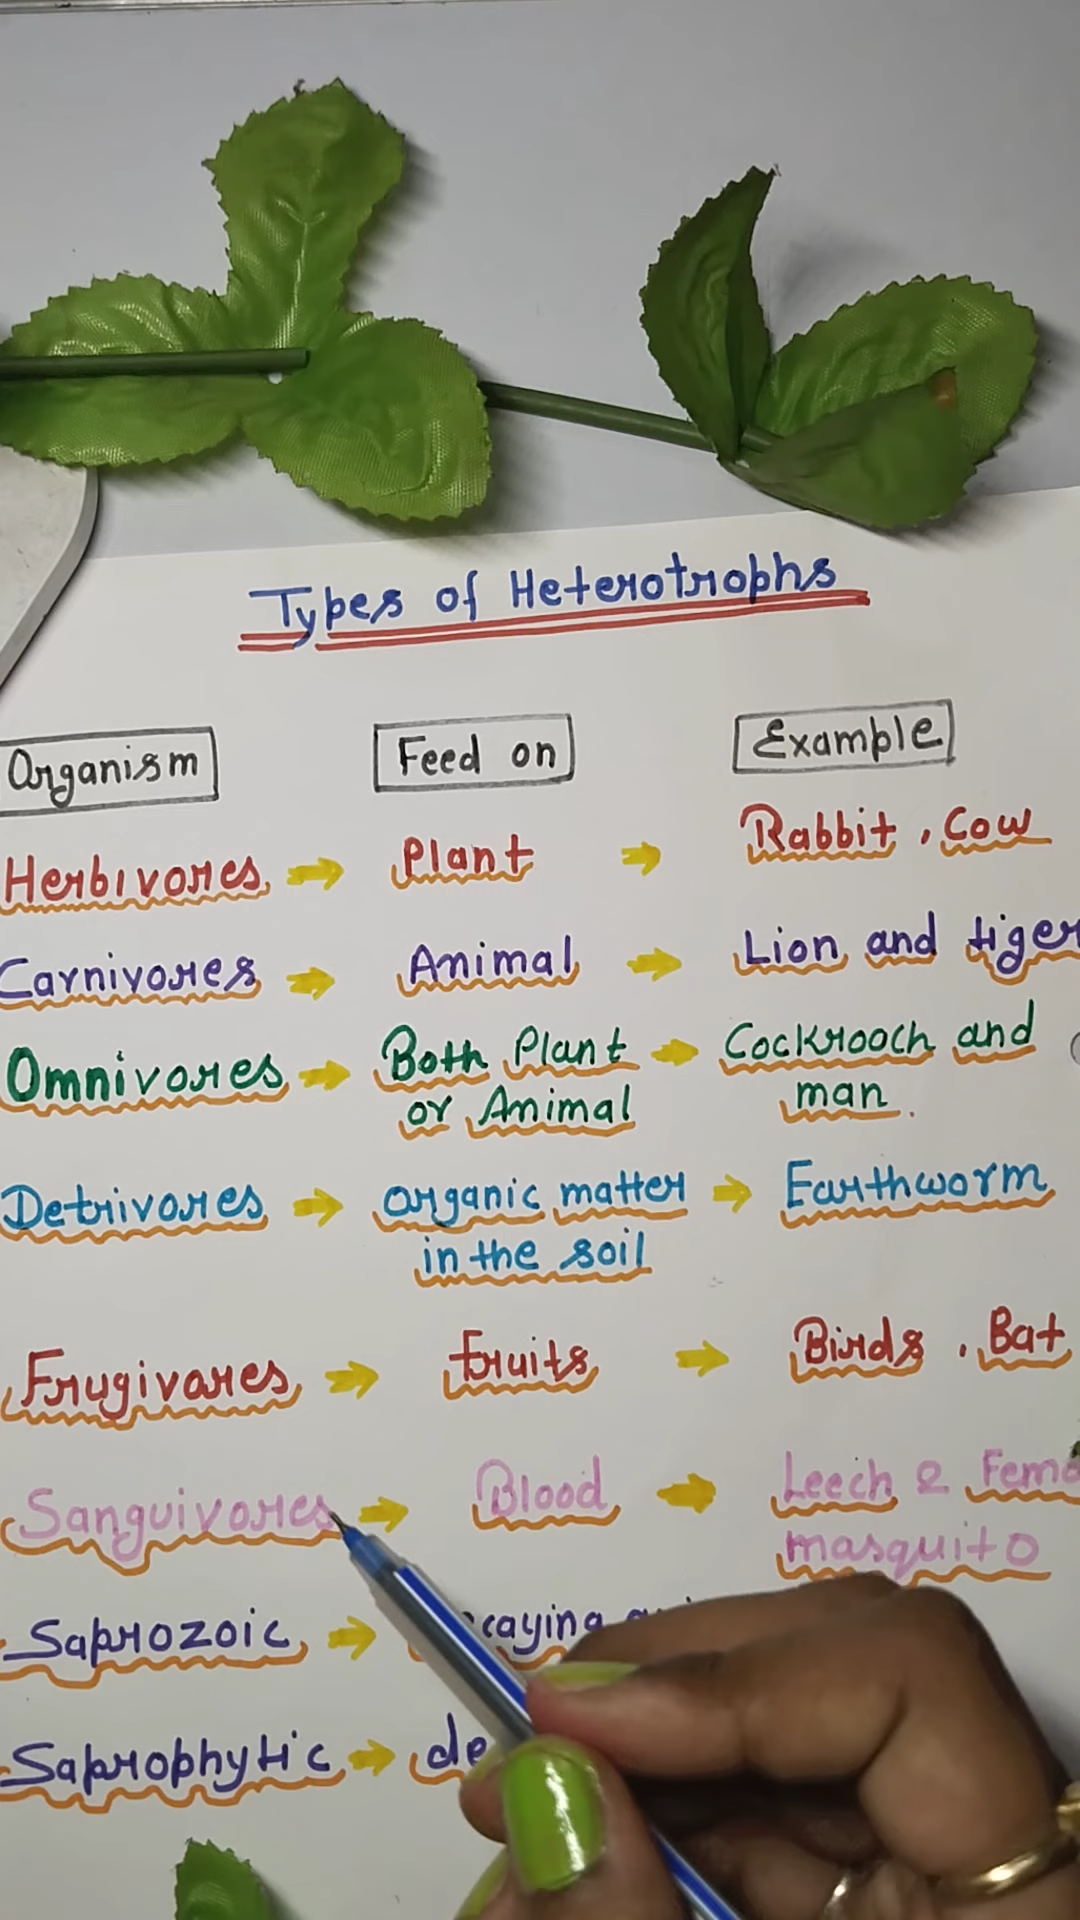 Types of Heterotrophs
Organism Feed on Example
Herbivores Plant Rabbit, Cow
Carnivores Animal Lion and tiger
Omnivores Both Plant Cockrooch and
or Animal man.
Detrivores organic matter Earthworm
in the soil
Frugivares fruits Birds, Bat
Sanguivores Blood Leech &
masquito
Saprozoic
Saprophytic